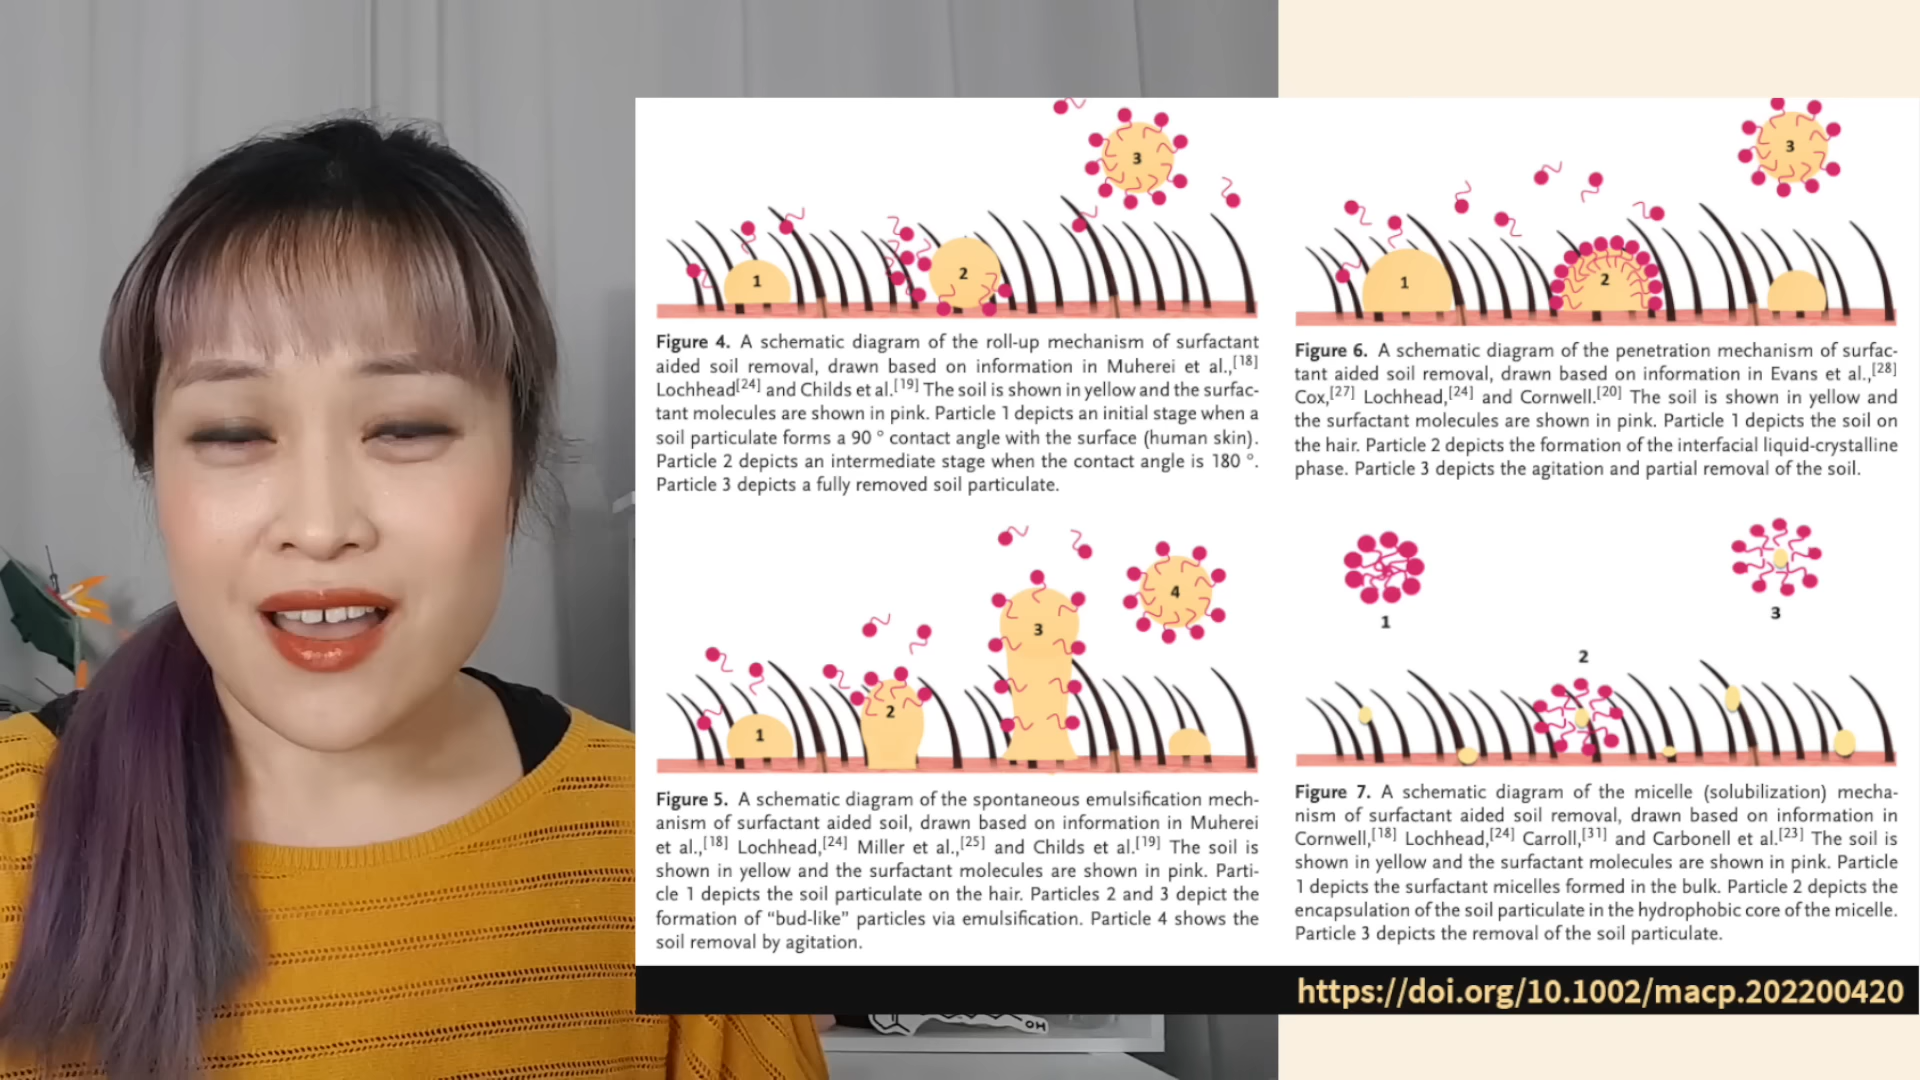 3
1
2
Figure 4. A schematic diagram of the roll-up mechanism of surfactant
aided soil removal, drawn based on information in Muherei et al.,[18]
Lochhead[24] and Childs et al.[19] The soil is shown in yellow and the surfac-
tant molecules are shown in pink. Particle 1 depicts an initial stage when a
soil particulate forms a 90 ° contact angle with the surface (human skin).
Particle 2 depicts an intermediate stage when the contact angle is 180 °.
Particle 3 depicts a fully removed soil particulate.
4
3
2
1
Figure 5. A schematic diagram of the spontaneous emulsification mech-
anism of surfactant aided soil, drawn based on information in Muherei
et al.,[18] Lochhead,[24] Miller et al.,[25] and Childs et al.[19] The soil is
shown in yellow and the surfactant molecules are shown in pink. Parti-
cle 1 depicts the soil particulate on the hair. Particles 2 and 3 depict the
formation of “bud-like” particles via emulsification. Particle 4 shows the
soil removal by agitation.
3
1
2
Figure 6. A schematic diagram of the penetration mechanism of surfac-
tant aided soil removal, drawn based on information in Evans et al.,[28]
Cox,[27] Lochhead,[24] and Cornwell.[20] The soil is shown in yellow and
the surfactant molecules are shown in pink. Particle 1 depicts the soil on
the hair. Particle 2 depicts the formation of the interfacial liquid-crystalline
phase. Particle 3 depicts the agitation and partial removal of the soil.
1
3
2
Figure 7. A schematic diagram of the micelle (solubilization) mecha-
nism of surfactant aided soil removal, drawn based on information in
Cornwell,[18] Lochhead,[24] Carroll,[31] and Carbonell et al.[23] The soil is
shown in yellow and the surfactant molecules are shown in pink. Particle
1 depicts the surfactant micelles formed in the bulk. Particle 2 depicts the
encapsulation of the soil particulate in the hydrophobic core of the micelle.
Particle 3 depicts the removal of the soil particulate.
https://doi.org/10.1002/macp.202200420
OH